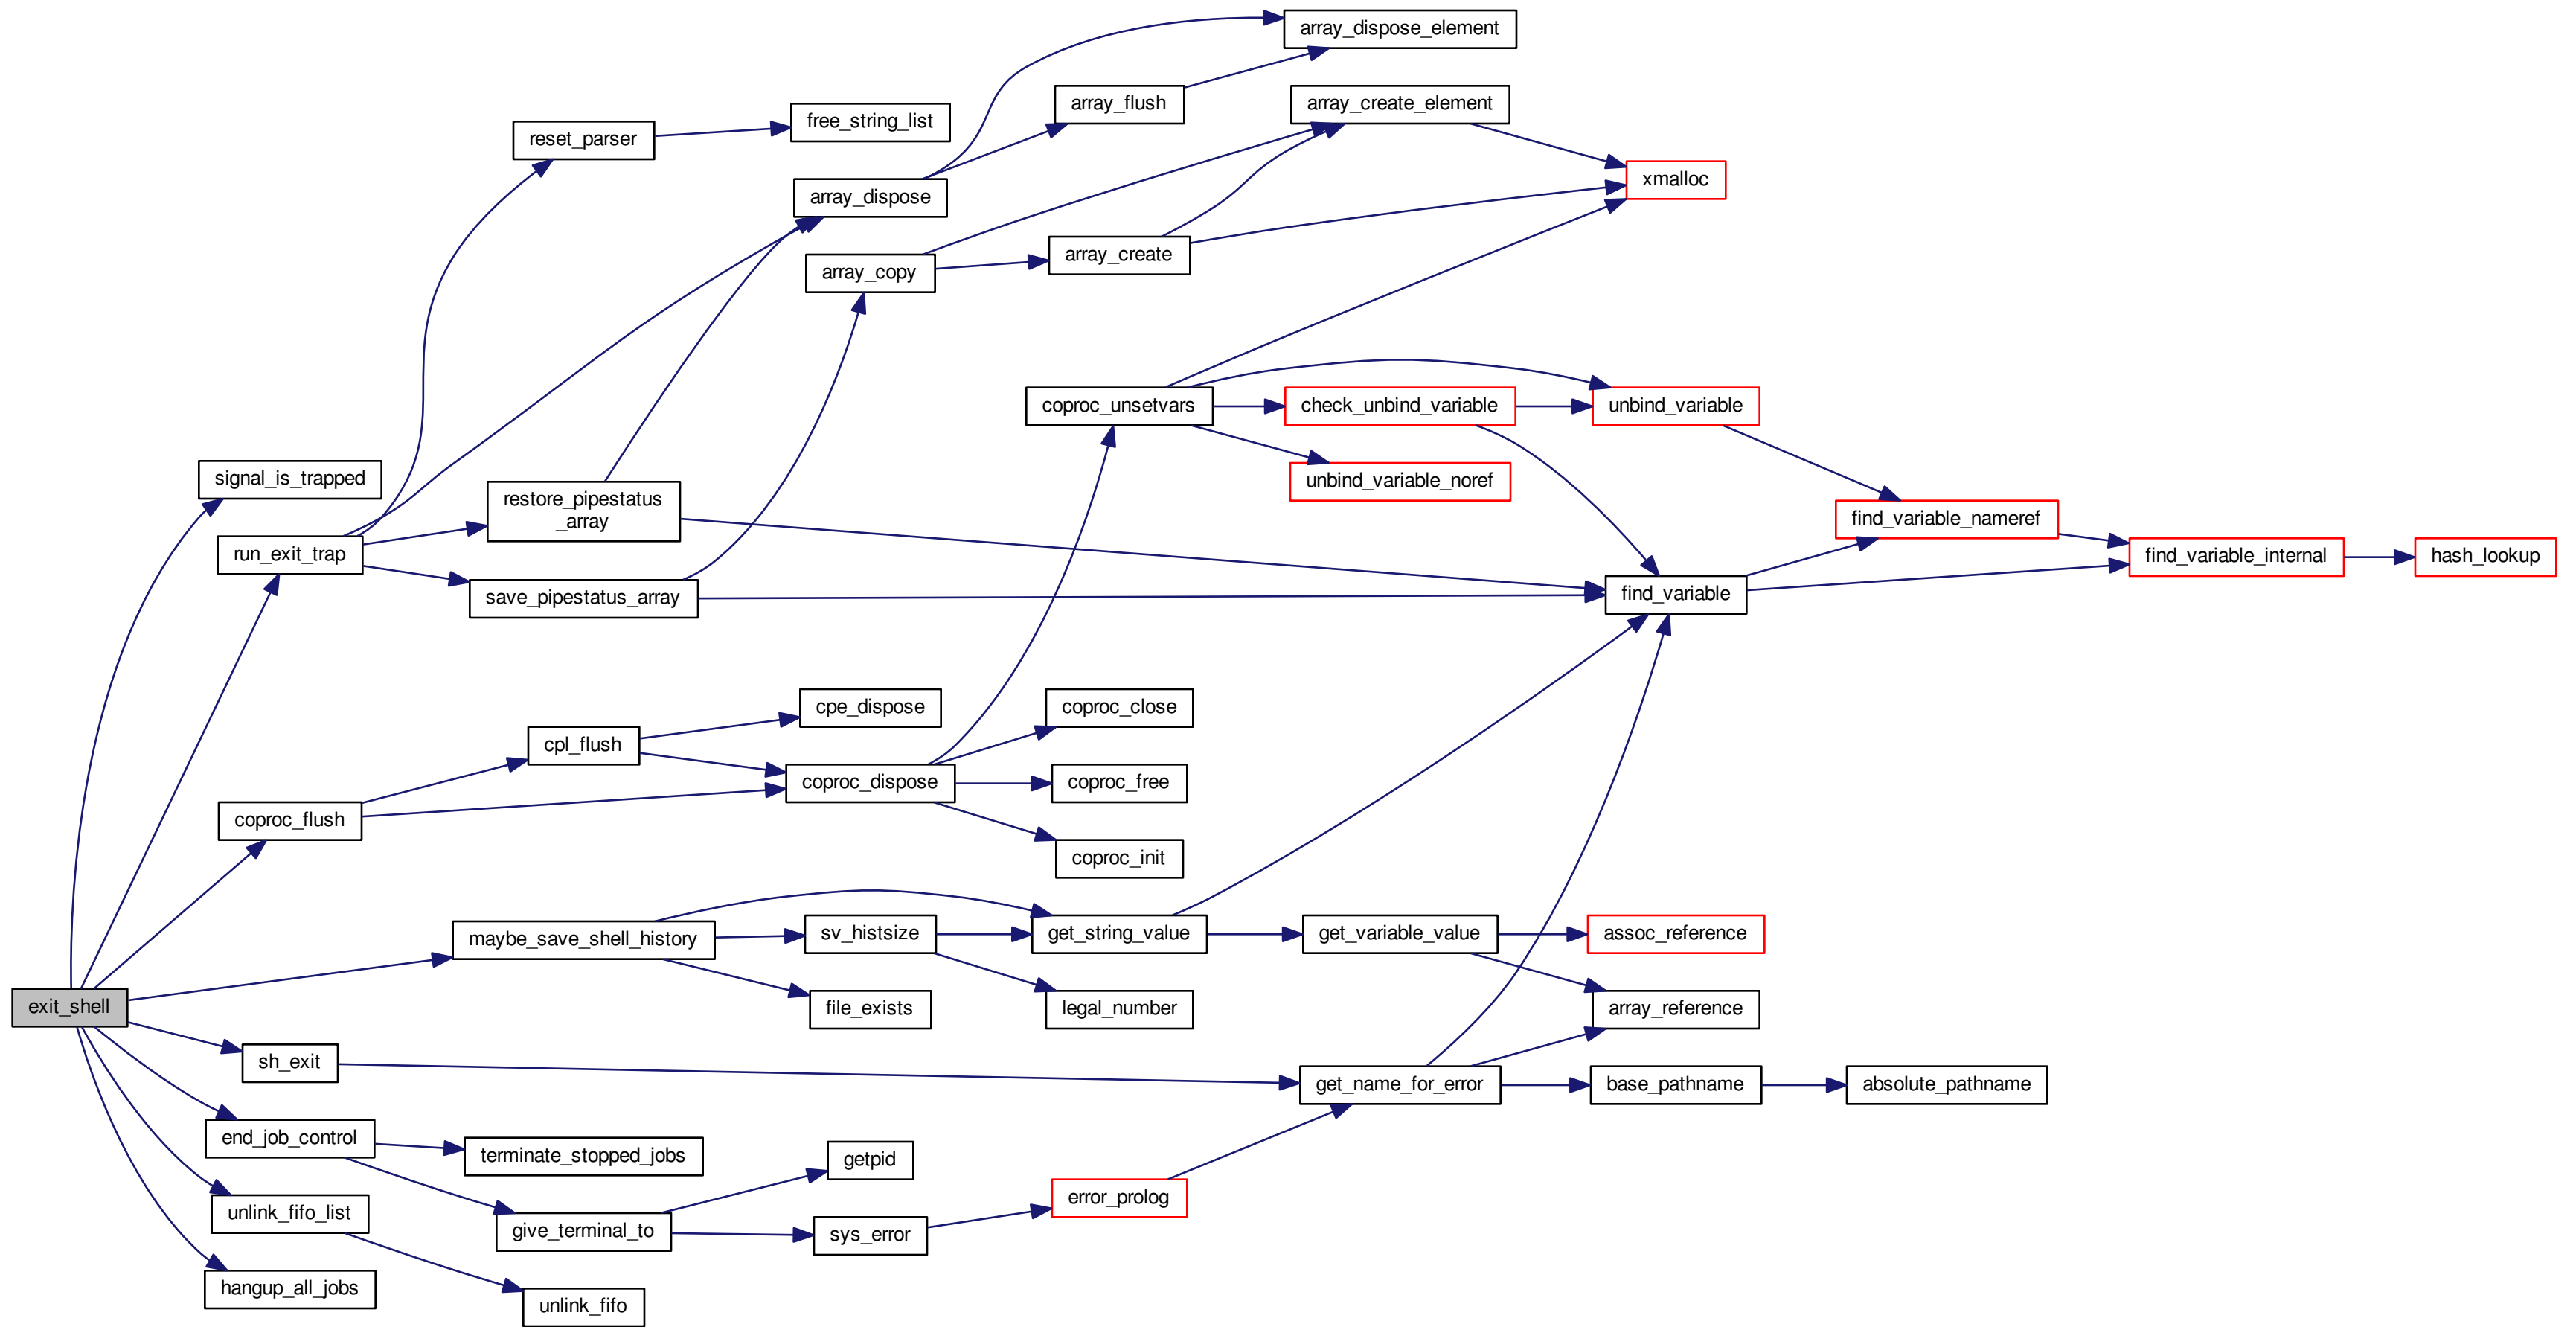 array_dispose_element
array_flush
array_create_element
free_string_list
reset_parser
xmalloc
array_dispose
array_create
array_copy
coproc_unsetvars
check_unbind_variable
unbind_variable
signal_is_trapped
unbind_variable_noref
restore_pipestatus
_array
find_variable_nameref
run_exit_trap
find_variable_internal
hash_lookup
save_pipestatus_array
find_variable
cpe_dispose
coproc_close
cpl_flush
coproc_dispose
coproc_free
coproc_flush
coproc_init
maybe_save_shell_history
sv_histsize
get_string_value
get_variable_value
assoc_reference
exit_shell
file_exists
legal_number
array_reference
sh_exit
get_name_for_error
base_pathname
absolute_pathname
end_job_control
terminate_stopped_jobs
getpid
error_prolog
unlink_fifo_list
give_terminal_to
sys_error
hangup_all_jobs
unlink_fifo